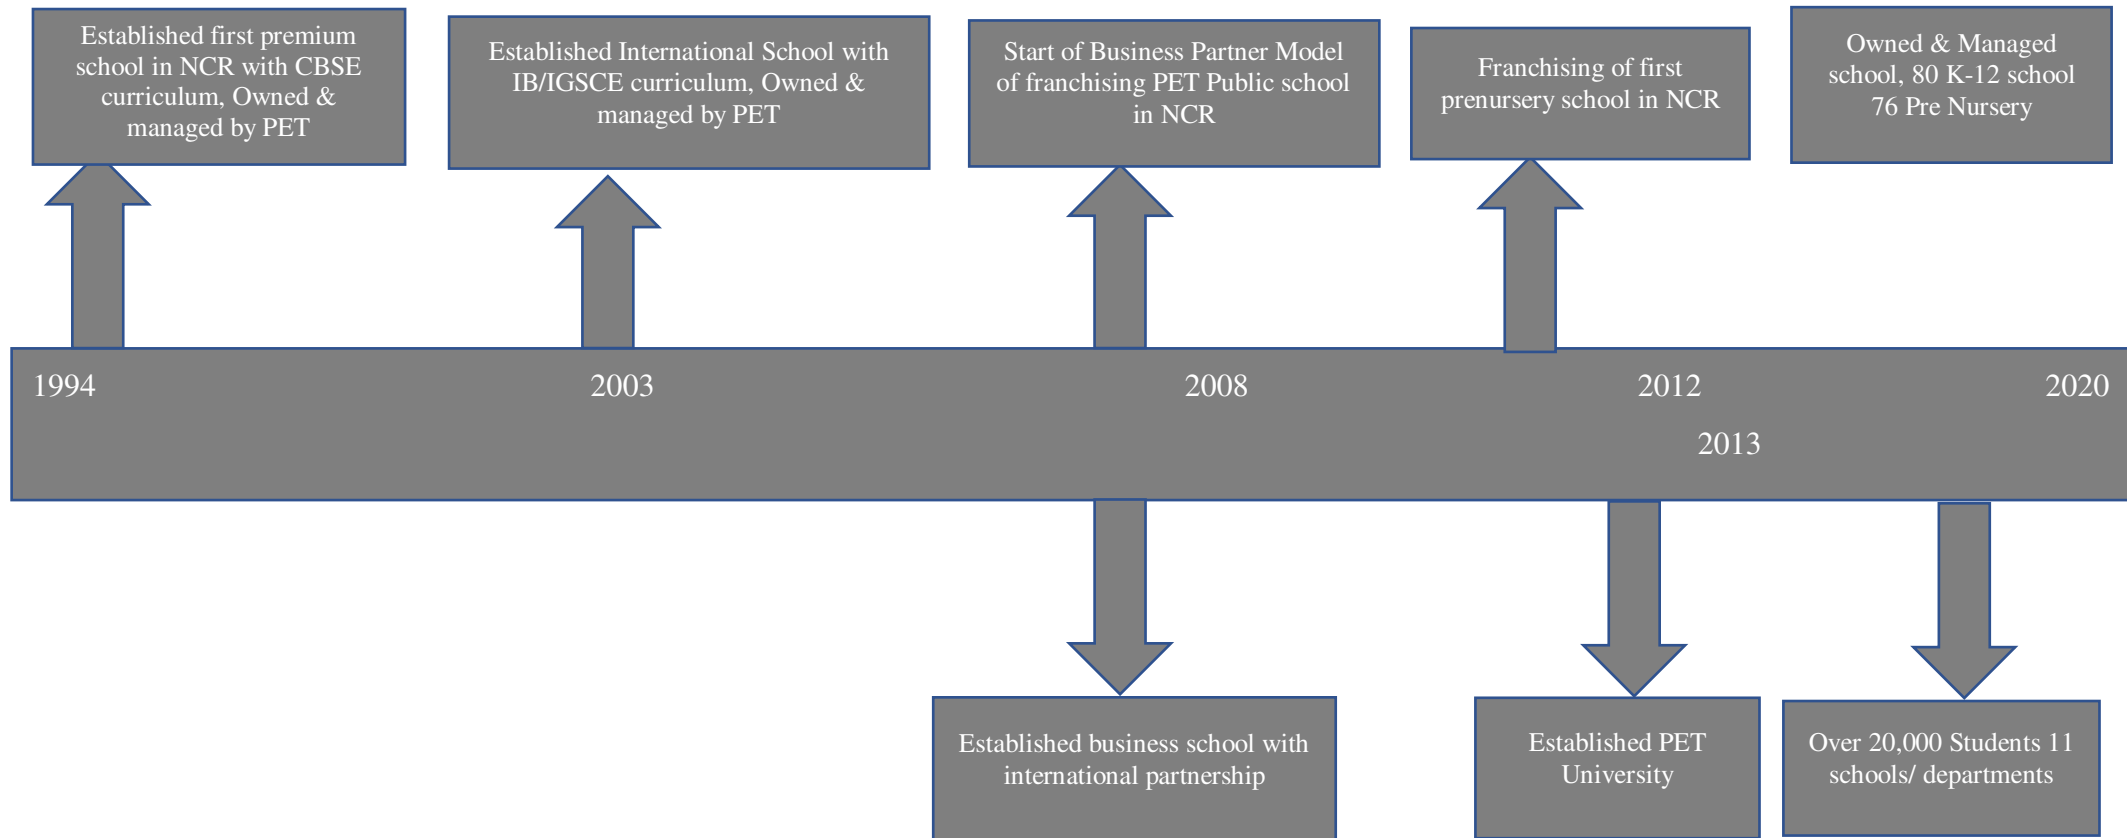 Established first premium
school in NCR with CBSE
curriculum, Owned &
managed by PET
Established International School with
IB/IGSCE curriculum, Owned &
managed by PET
Start of Business Partner Model
of franchising PET Public school
in NCR
Franchising of first
prenursery school in NCR
Owned & Managed
school, 80 K-12 school
76 Pre Nursery
1994
2003
2008
2012
2020
2013
Established business school with
international partnership
Established PET
University
Over 20,000 Students 11
schools/ departments